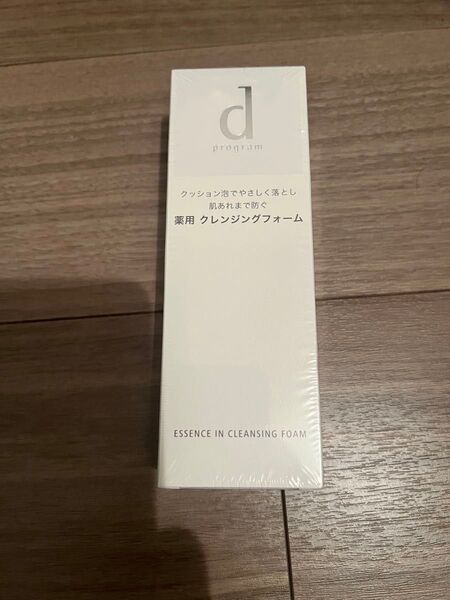 d
program
クッション泡でやさしく落とし
肌あれまで防ぐ
薬用 クレンジングフォーム
ESSENCE IN CLEANSING FOAM